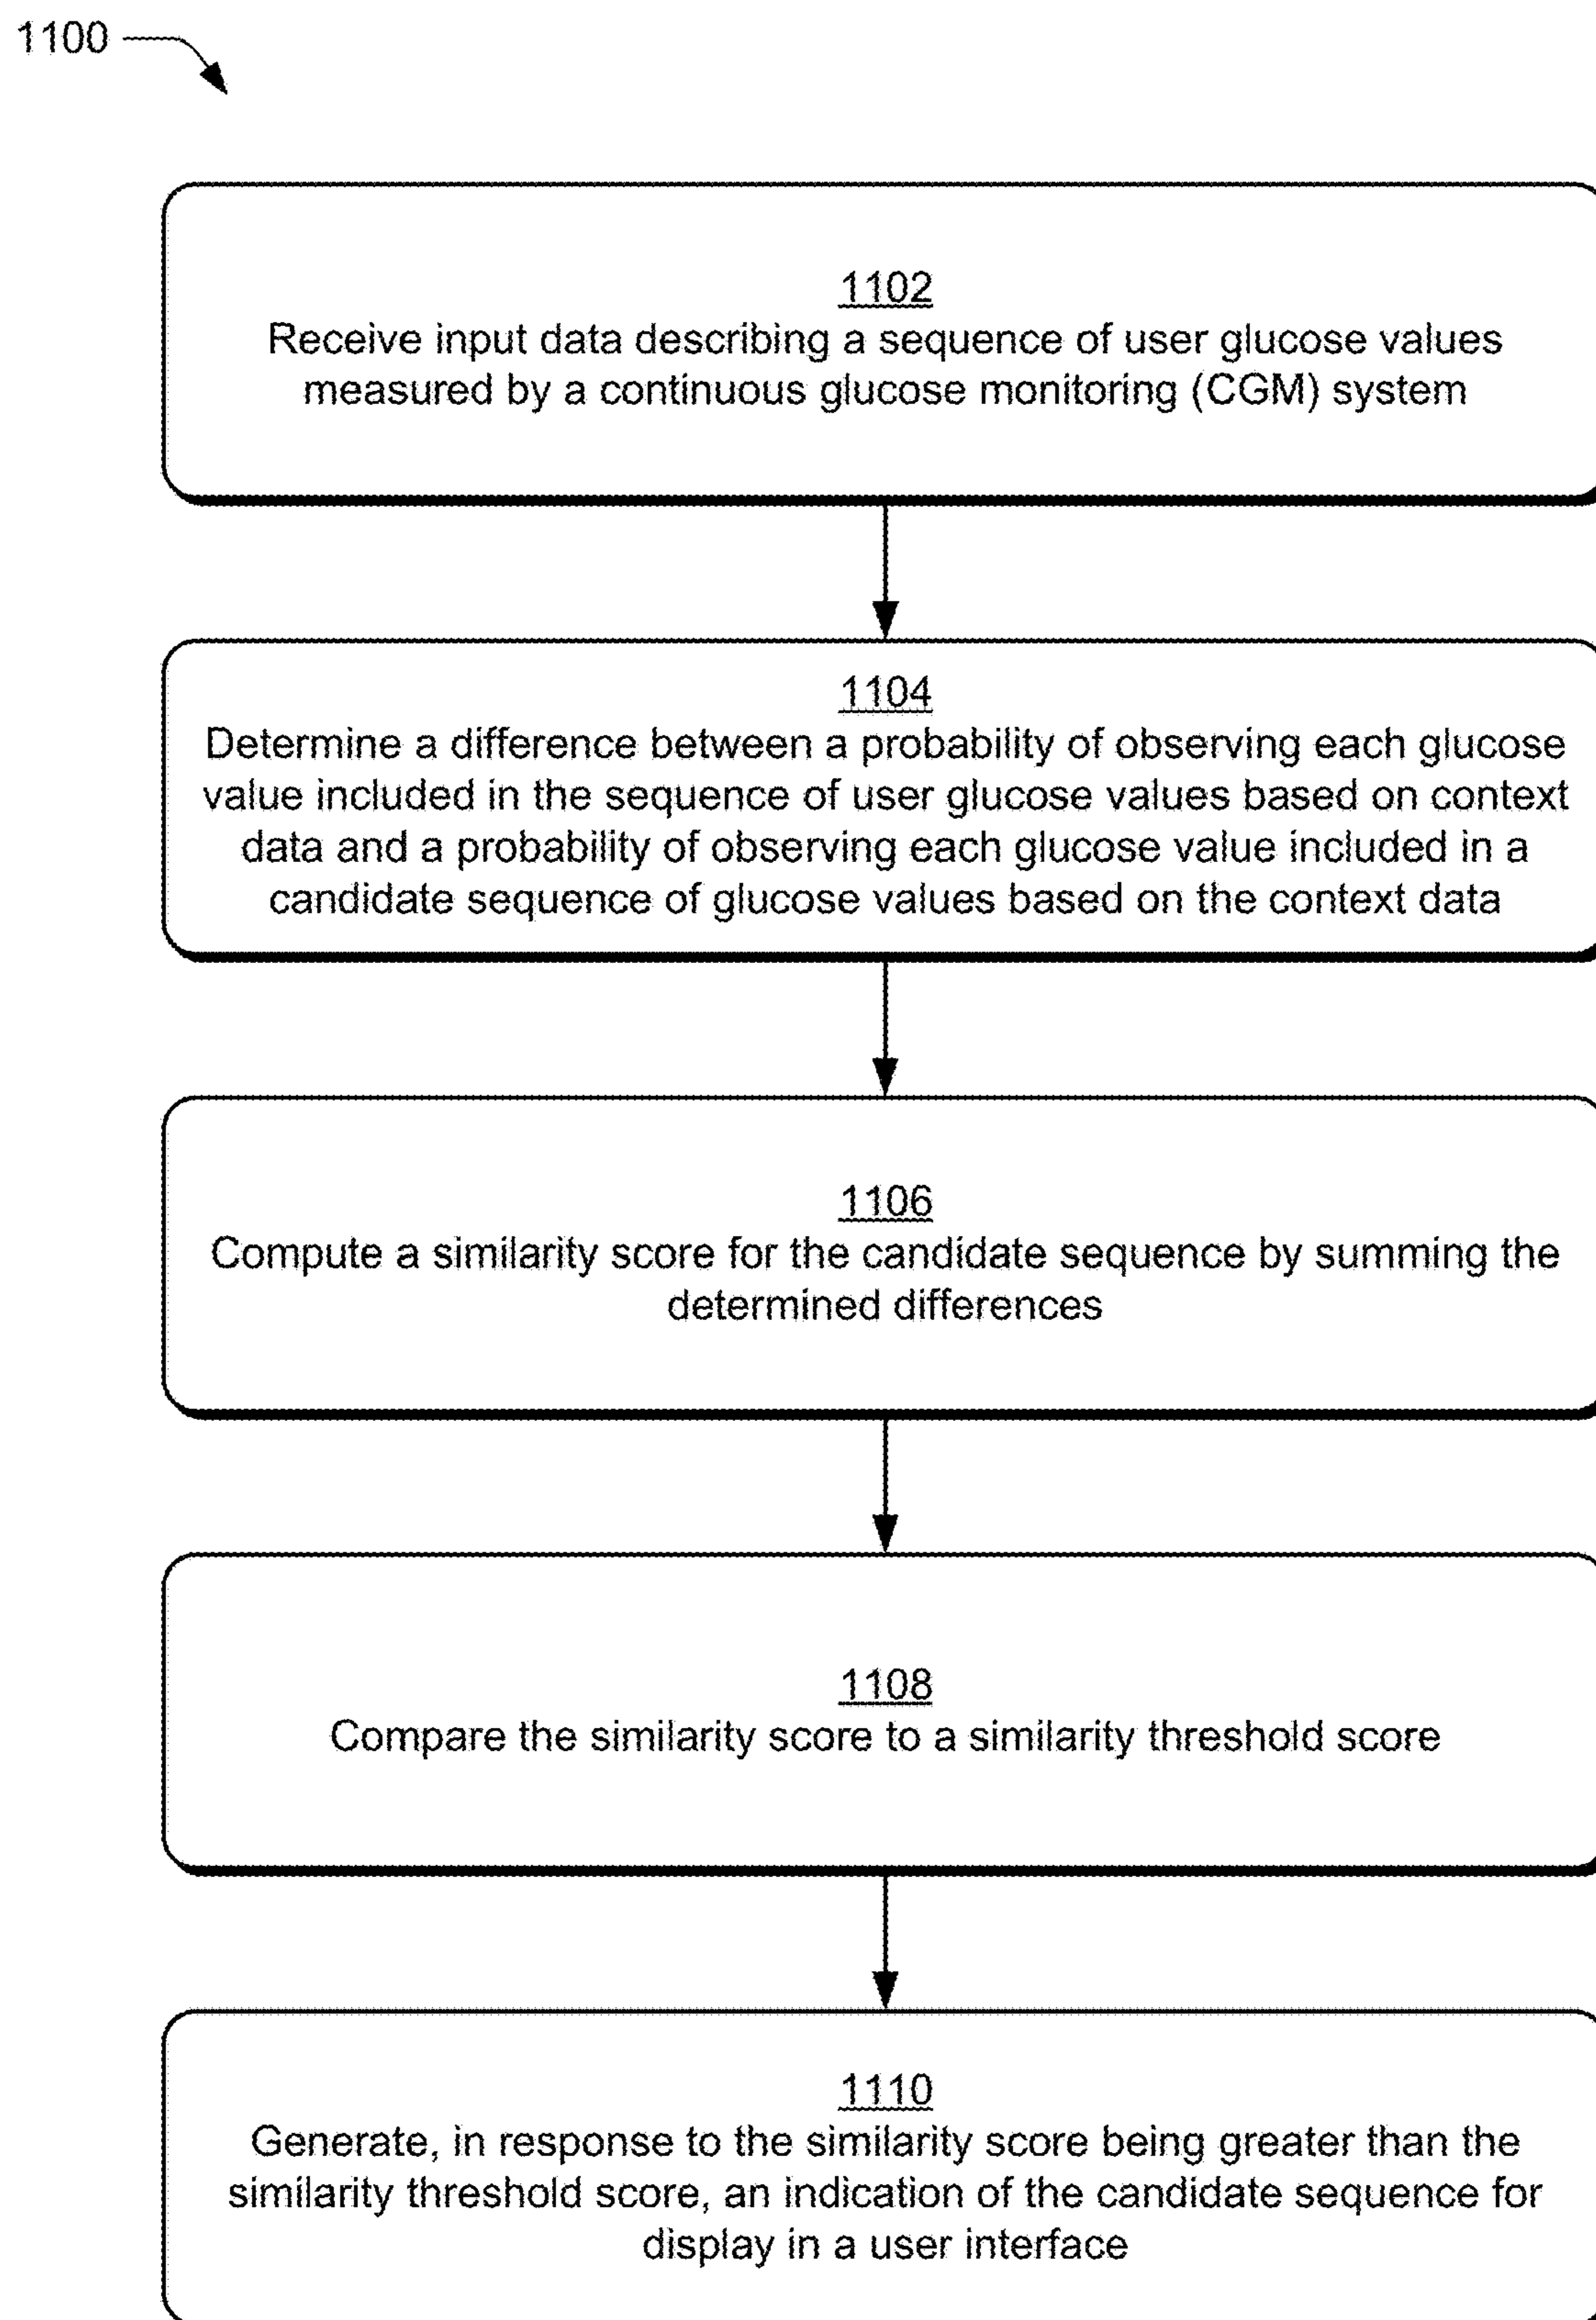 1100
1102
Receive input data describing a sequence of user glucose values
measured by a continuous glucose monitoring (CGM) system
1104
Determine a difference between a probability of observing each glucose
value included in the sequence of user glucose values based on context
data and a probability of observing each glucose value included in a
candidate sequence of glucose values based on the context data
1106
Compute a similarity score for the candidate sequence by summing the
determined differences
1108
Compare the similarity score to a similarity threshold score
1110
Generate, in response to the similarity score being greater than the
similarity threshold score, an indication of the candidate sequence for
display in a user interface